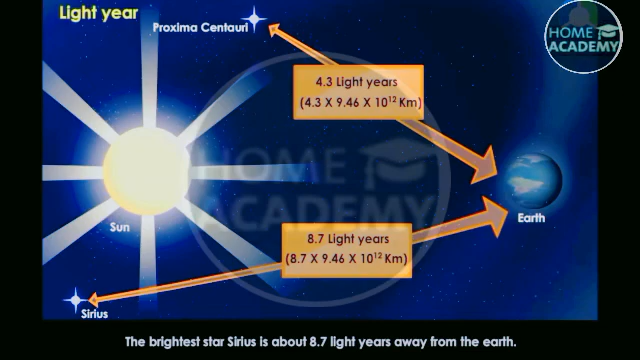 Light year
Proxima Centauri
HOME
ACADEMY
4.3 Light years
(4.3 X 9.46 X 10¹² Km)
HOME
ACADEMY
Earth
Sun
8.7 Light years
(8.7 X 9.46 X 10¹² Km)
Sirius
The brightest star Sirius is about 8.7 light years away from the earth.